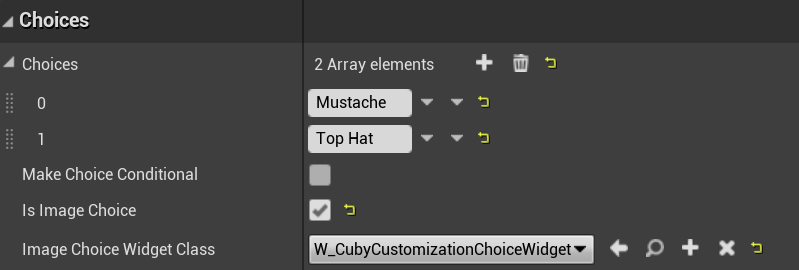 Choices
Choices 2 Array elements
0 Mustache
1 Top Hat
Make Choice Conditional
Is Image Choice
Image Choice Widget Class W_CubyCustomizationChoiceWidget